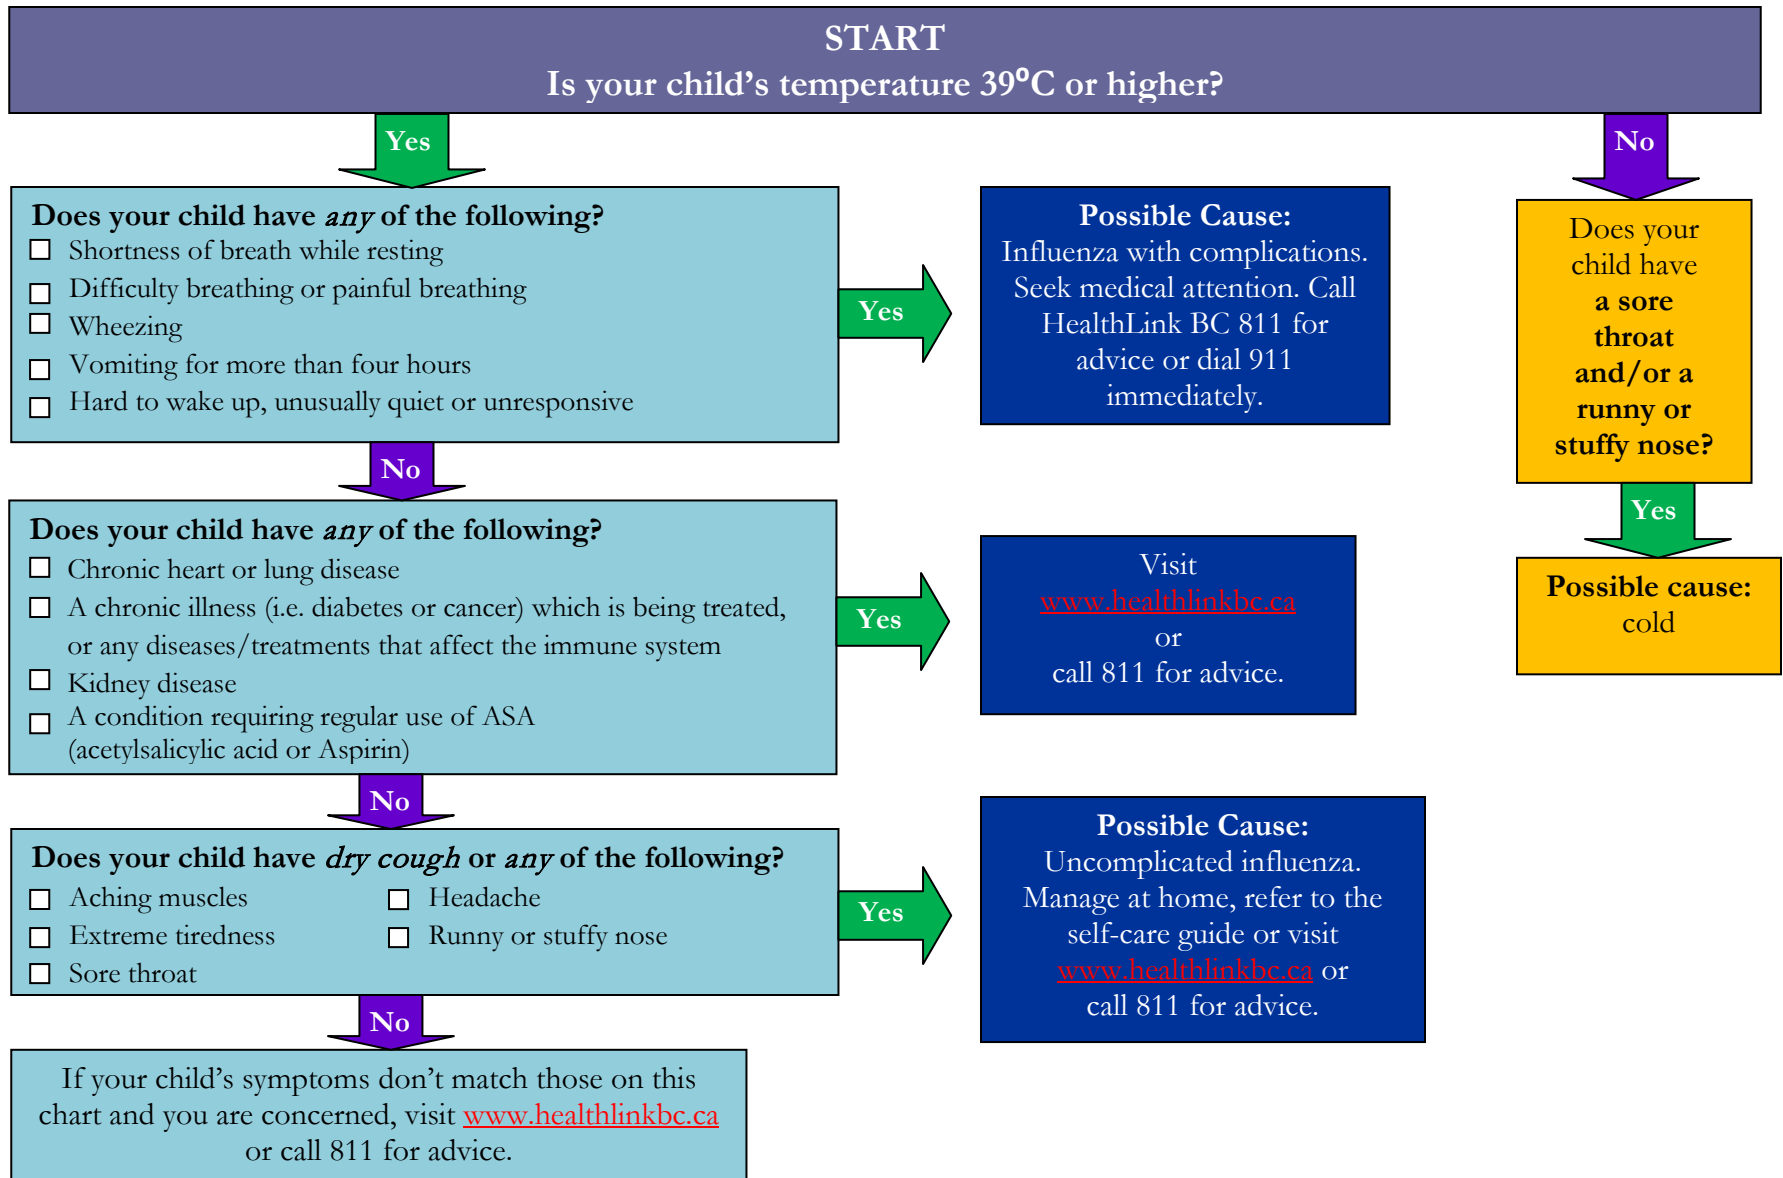 START
Is your child's temperature 39⁰C or higher?
Yes
No
Does your child have any of the following?
☐ Shortness of breath while resting
☐ Difficulty breathing or painful breathing
☐ Wheezing
☐ Vomiting for more than four hours
☐ Hard to wake up, unusually quiet or unresponsive
Yes
Possible Cause:
Influenza with complications.
Seek medical attention. Call
HealthLink BC 811 for
advice or dial 911
immediately.
Does your
child have
a sore
throat
and/or a
runny or
stuffy nose?
Yes
Possible cause:
cold
No
Does your child have any of the following?
☐ Chronic heart or lung disease
☐ A chronic illness (i.e. diabetes or cancer) which is being treated,
or any diseases/treatments that affect the immune system
☐ Kidney disease
☐ A condition requiring regular use of ASA
(acetylsalicylic acid or Aspirin)
Yes
Visit
www.healthlinkbc.ca
or
call 811 for advice.
No
Does your child have dry cough or any of the following?
☐ Aching muscles
☐ Headache
☐ Extreme tiredness
☐ Runny or stuffy nose
☐ Sore throat
Yes
Possible Cause:
Uncomplicated influenza.
Manage at home, refer to the
self-care guide or visit
www.healthlinkbc.ca or
call 811 for advice.
No
If your child's symptoms don't match those on this
chart and you are concerned, visit www.healthlinkbc.ca
or call 811 for advice.